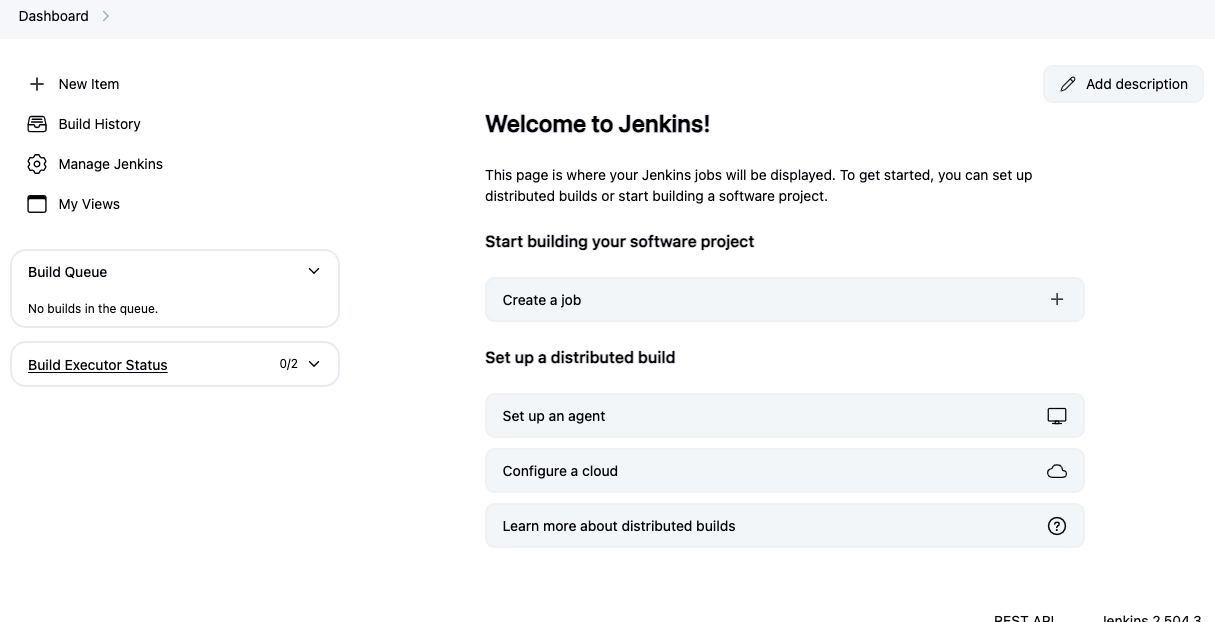 Dashboard
New Item
Build History
Manage Jenkins
My Views
Build Queue
No builds in the queue.
Build Executor Status 0/2
Add description
Welcome to Jenkins!
This page is where your Jenkins jobs will be displayed. To get started, you can set up
distributed builds or start building a software project.
Start building your software project
Create a job
Set up a distributed build
Set up an agent
Configure a cloud
Learn more about distributed builds
REST API Jenkins 2.504.3